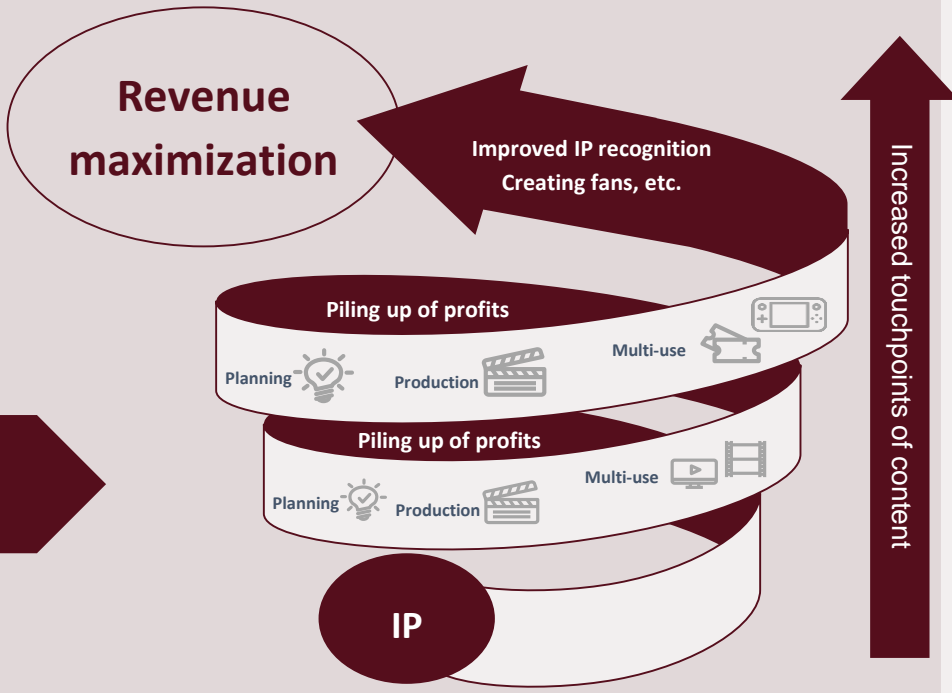 Revenue
maximization
Improved IP recognition
Creating fans, etc.
Increased touchpoints of content
Piling up of profits
Planning
Production
Multi-use
Piling up of profits
Planning
Production
Multi-use
IP